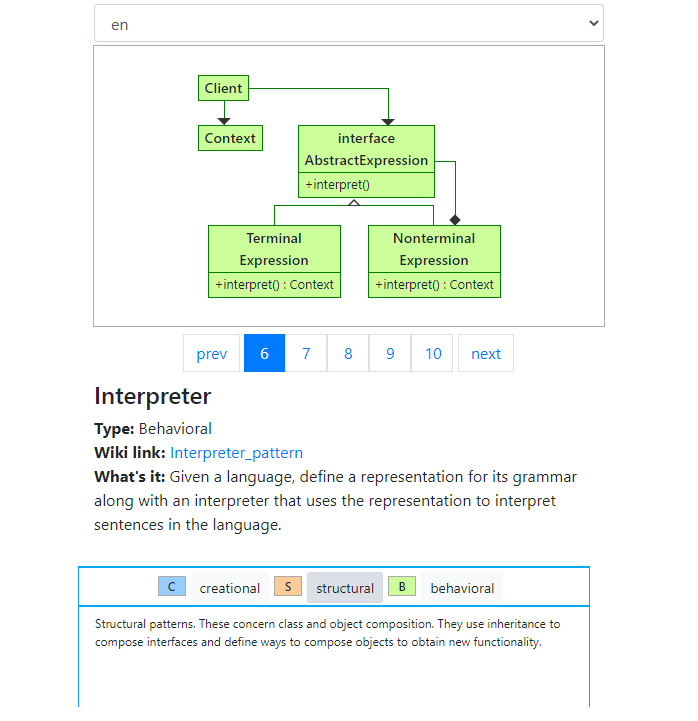 en
Client
Context
interface
AbstractExpression
+interpret()
Terminal
Expression
+interpret() : Context
Nonterminal
Expression
+interpret() : Context
prev 6 7 8 9 10 next
Interpreter
Type: Behavioral
Wiki link: Interpreter_pattern
What's it: Given a language, define a representation for its grammar
along with an interpreter that uses the representation to interpret
sentences in the language.
C creational S structural B behavioral
Structural patterns. These concern class and object composition. They use inheritance to
compose interfaces and define ways to compose objects to obtain new functionality.